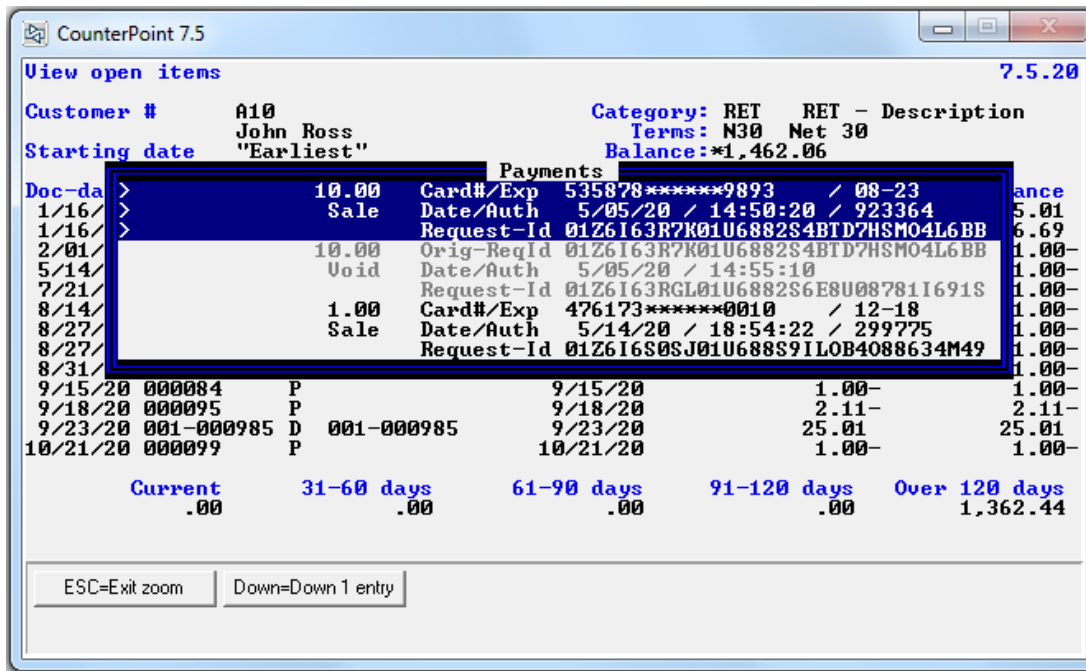 CounterPoint 7.5
View open items 7.5.20
Customer # A10 Category: RET RET - Description
John Ross Terms: N30 Net 30
Starting date "Earliest" Balance:*1,462.06
Payments
Doc-da > 10.00 Card#/Exp 535878******9893 / 08-23 ance
1/16/ > Sale Date/Auth 5/05/20 / 14:50:20 / 923364 5.01
1/16/ > Request-Id 01Z6I63R7K01U6882S4BTD7HSMO4L6BB 6.69
2/01/ 10.00 Orig-ReqId 01Z6I63R7K01U6882S4BTD7HSMO4L6BB 1.00-
5/14/ Void Date/Auth 5/05/20 / 14:55:10 1.00-
7/21/ Request-Id 01Z6I63RGL01U6882S6E8U08781I691S 1.00-
8/14/ 1.00 Card#/Exp 476173******0010 / 12-18 1.00-
8/27/ Sale Date/Auth 5/14/20 / 18:54:22 / 299775 1.00-
8/27/ Request-Id 01Z6I6S0SJ01U688S9ILOB4O88634M49 1.00-
8/31/ 1.00-
9/15/20 000084 P 9/15/20 1.00- 1.00-
9/18/20 000095 P 9/18/20 2.11- 2.11-
9/23/20 001-000985 D 001-000985 9/23/20 25.01 25.01
10/21/20 000099 P 10/21/20 1.00- 1.00-
Current 31-60 days 61-90 days 91-120 days Over 120 days
.00 .00 .00 .00 1,362.44
ESC=Exit zoom Down=Down 1 entry